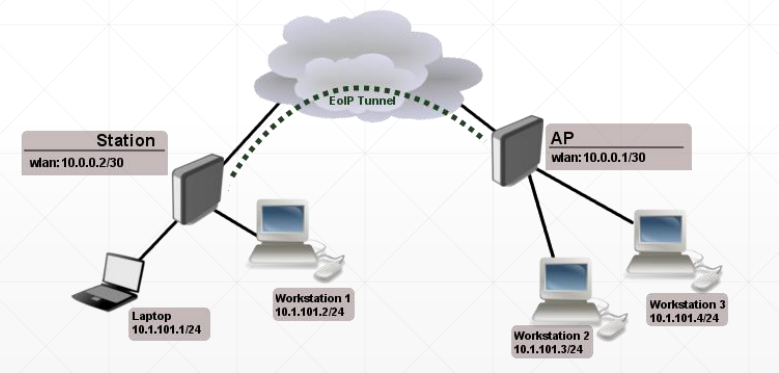 EoIP Tunnel
Station
wlan: 10.0.0.2/30
AP
wlan: 10.0.0.1/30
Laptop
10.1.101.1/24
Workstation 1
10.1.101.2/24
Workstation 2
10.1.101.3/24
Workstation 3
10.1.101.4/24